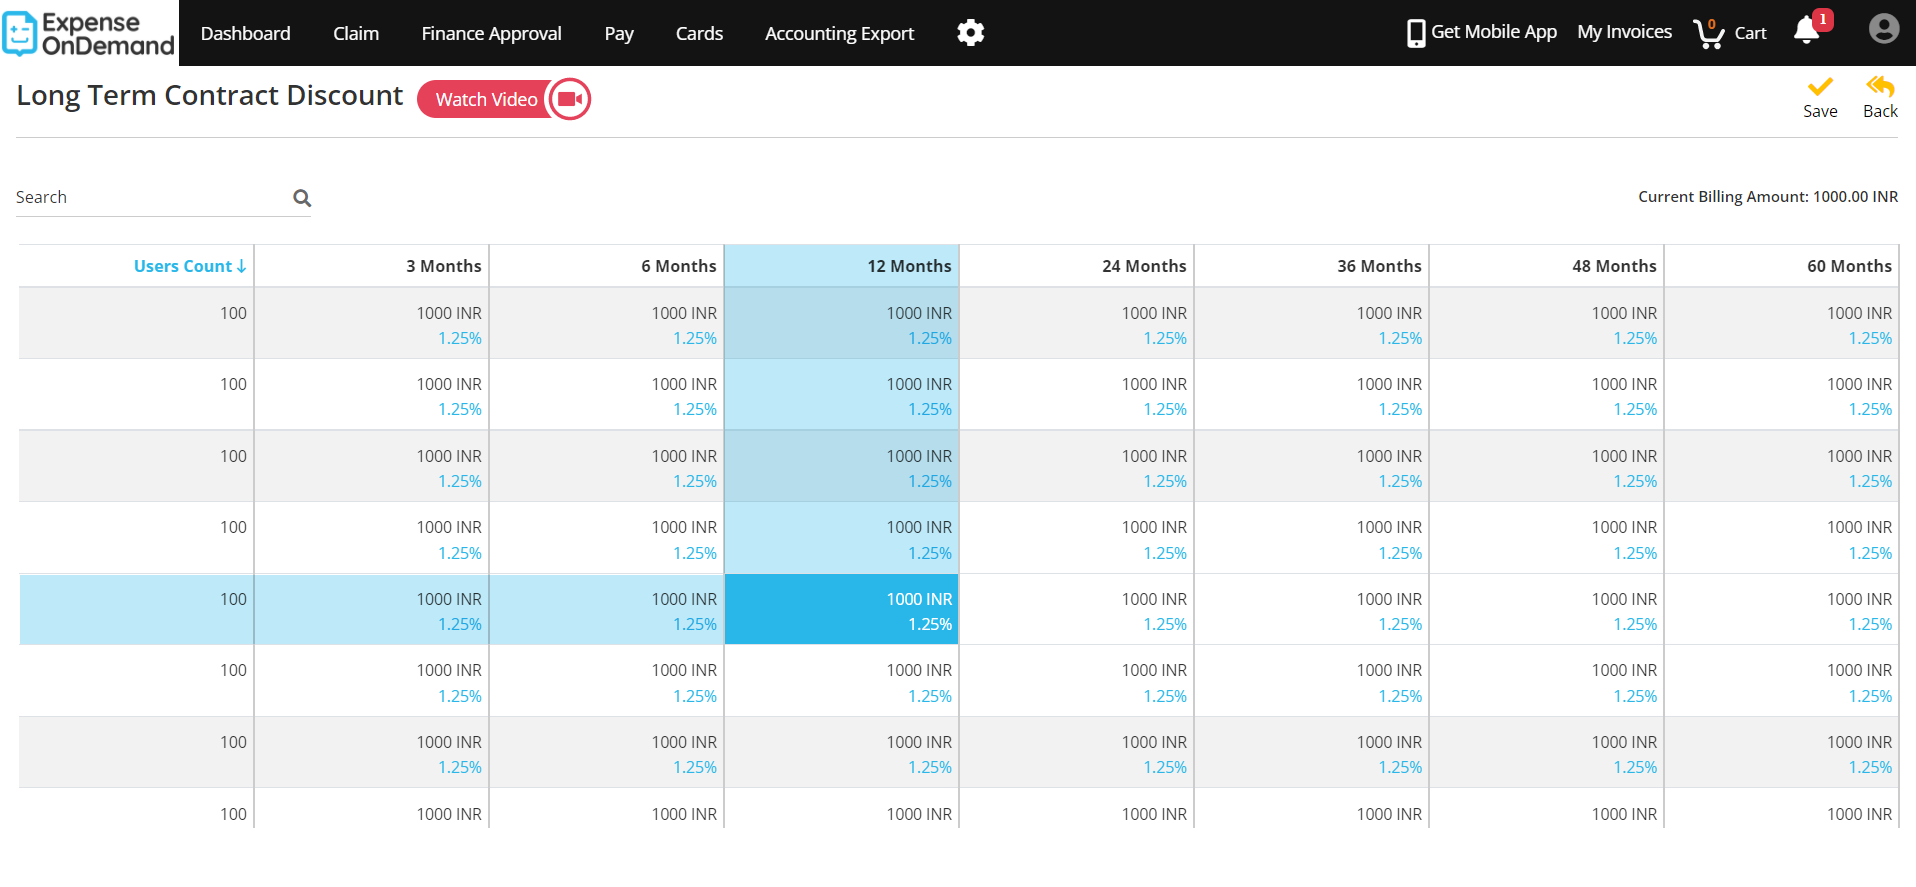 Expense
OnDemand
Dashboard Claim Finance Approval Pay Cards Accounting Export Get Mobile App My Invoices 0 Cart 1
Long Term Contract Discount Watch Video Save Back
Search Current Billing Amount: 1000.00 INR
Users Count 3 Months 6 Months 12 Months 24 Months 36 Months 48 Months 60 Months
100 1000 INR 1000 INR 1000 INR 1000 INR 1000 INR 1000 INR 1000 INR
1.25% 1.25% 1.25% 1.25% 1.25% 1.25% 1.25%
100 1000 INR 1000 INR 1000 INR 1000 INR 1000 INR 1000 INR 1000 INR
1.25% 1.25% 1.25% 1.25% 1.25% 1.25% 1.25%
100 1000 INR 1000 INR 1000 INR 1000 INR 1000 INR 1000 INR 1000 INR
1.25% 1.25% 1.25% 1.25% 1.25% 1.25% 1.25%
100 1000 INR 1000 INR 1000 INR 1000 INR 1000 INR 1000 INR 1000 INR
1.25% 1.25% 1.25% 1.25% 1.25% 1.25% 1.25%
100 1000 INR 1000 INR 1000 INR 1000 INR 1000 INR 1000 INR 1000 INR
1.25% 1.25% 1.25% 1.25% 1.25% 1.25% 1.25%
100 1000 INR 1000 INR 1000 INR 1000 INR 1000 INR 1000 INR 1000 INR
1.25% 1.25% 1.25% 1.25% 1.25% 1.25% 1.25%
100 1000 INR 1000 INR 1000 INR 1000 INR 1000 INR 1000 INR 1000 INR
1.25% 1.25% 1.25% 1.25% 1.25% 1.25% 1.25%
100 1000 INR 1000 INR 1000 INR 1000 INR 1000 INR 1000 INR 1000 INR